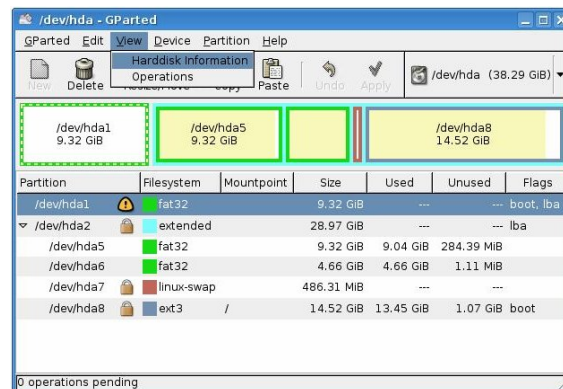 /dev/hda - GParted
GParted Edit View Device Partition Help
Harddisk Information
Operations
New Delete Resize/Move Copy Paste Undo Apply /dev/hda (38.29 GiB)
/dev/hda1 /dev/hda5 /dev/hda8
9.32 GiB 9.32 GiB 14.52 GiB
Partition Filesystem Mountpoint Size Used Unused Flags
/dev/hda1 fat32 9.32 GiB --- --- boot, lba
/dev/hda2 extended 28.97 GiB --- --- lba
/dev/hda5 fat32 9.32 GiB 9.04 GiB 284.39 MiB
/dev/hda6 fat32 4.66 GiB 4.66 GiB 1.11 MiB
/dev/hda7 linux-swap 486.31 MiB --- ---
/dev/hda8 ext3 / 14.52 GiB 13.45 GiB 1.07 GiB boot
0 operations pending